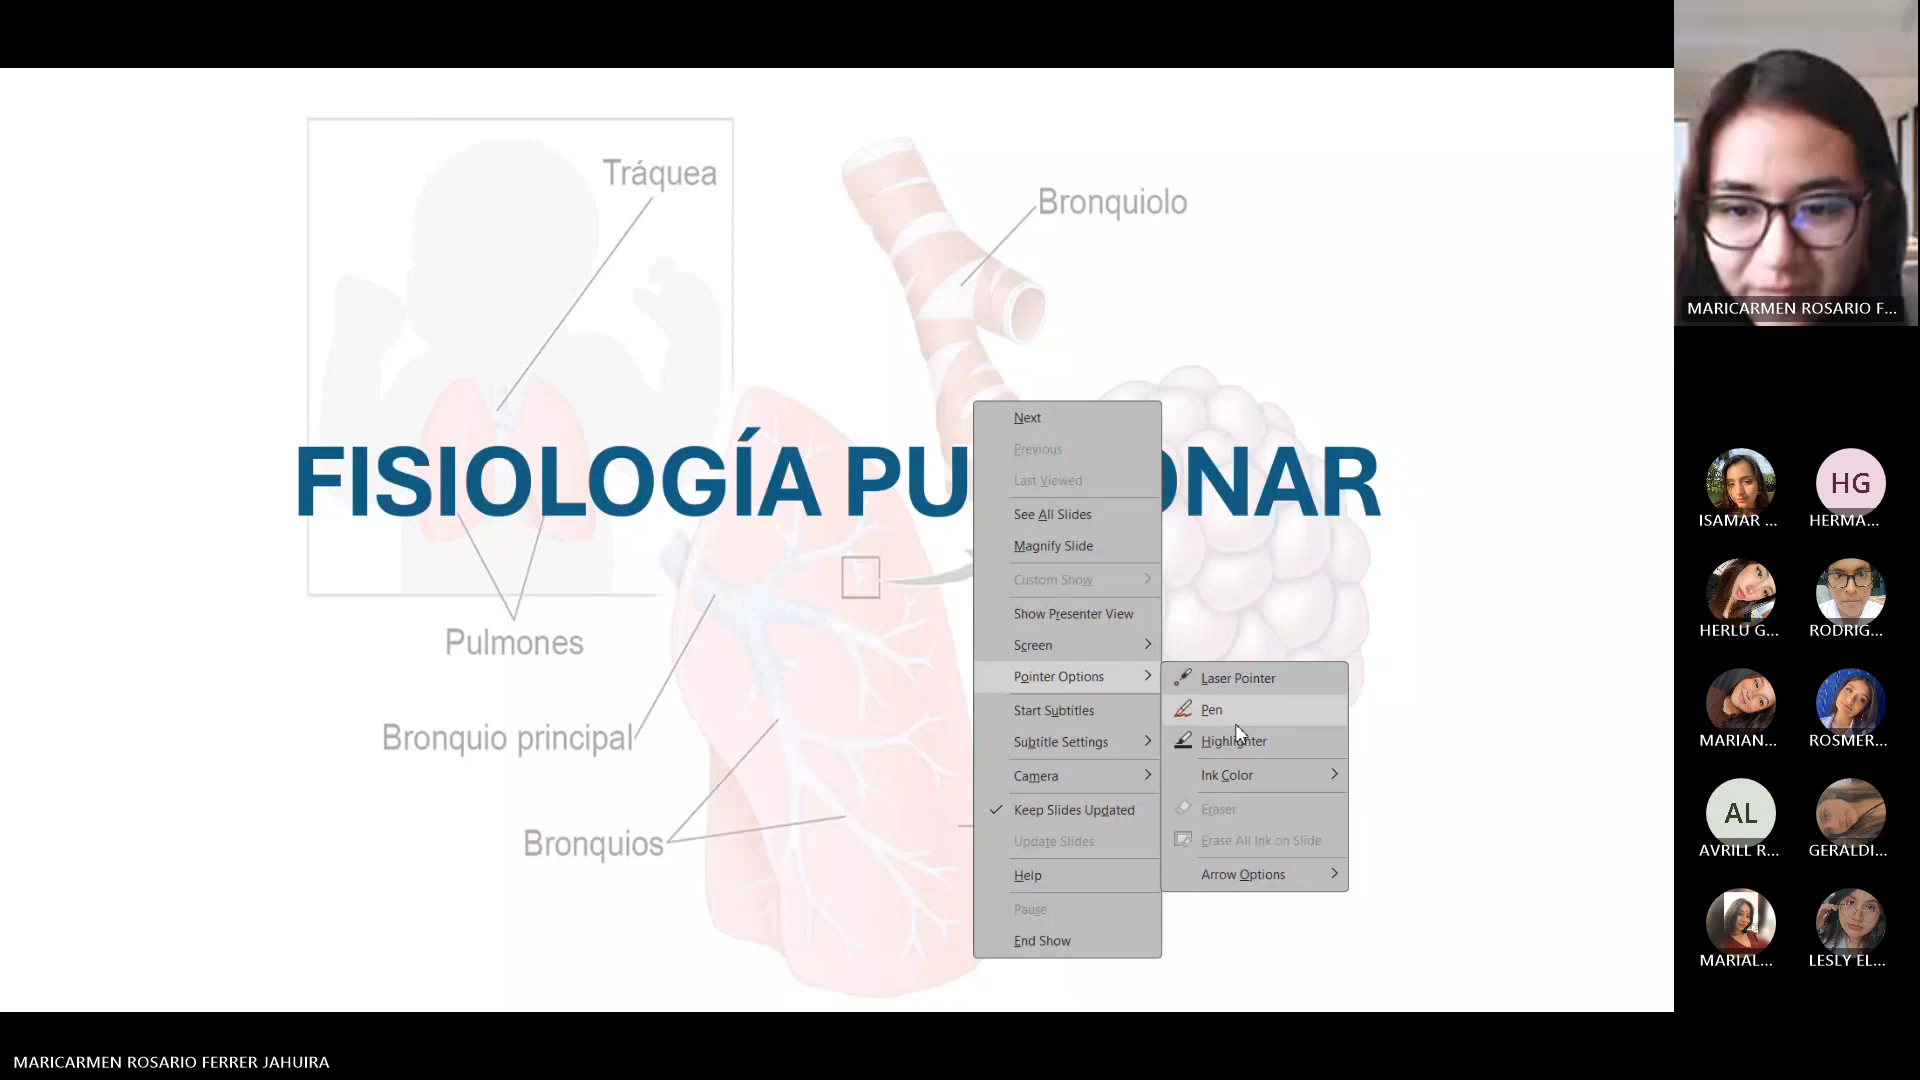 Tráquea
Bronquiolo
FISIOLOGÍA PU
ONAR
Pulmones
Bronquio principal
Bronquios
Next
Previous
Last Viewed
See All Slides
Magnify Slide
Custom Show
Show Presenter View
Screen
Pointer Options
Start Subtitles
Subtitle Settings
Camera
Keep Slides Updated
Update Slides
Help
Pause
End Show
Laser Pointer
Pen
Highlighter
Ink Color
Eraser
Erase All Ink on Slide
Arrow Options
MARICARMEN ROSARIO F...
HG
ISAMAR ...
HERMA...
HERLU G...
RODRIG...
MARIAN...
ROSMER...
AL
AVRILL R...
GERALDI...
MARIAL...
LESLY EL...
MARICARMEN ROSARIO FERRER JAHUIRA